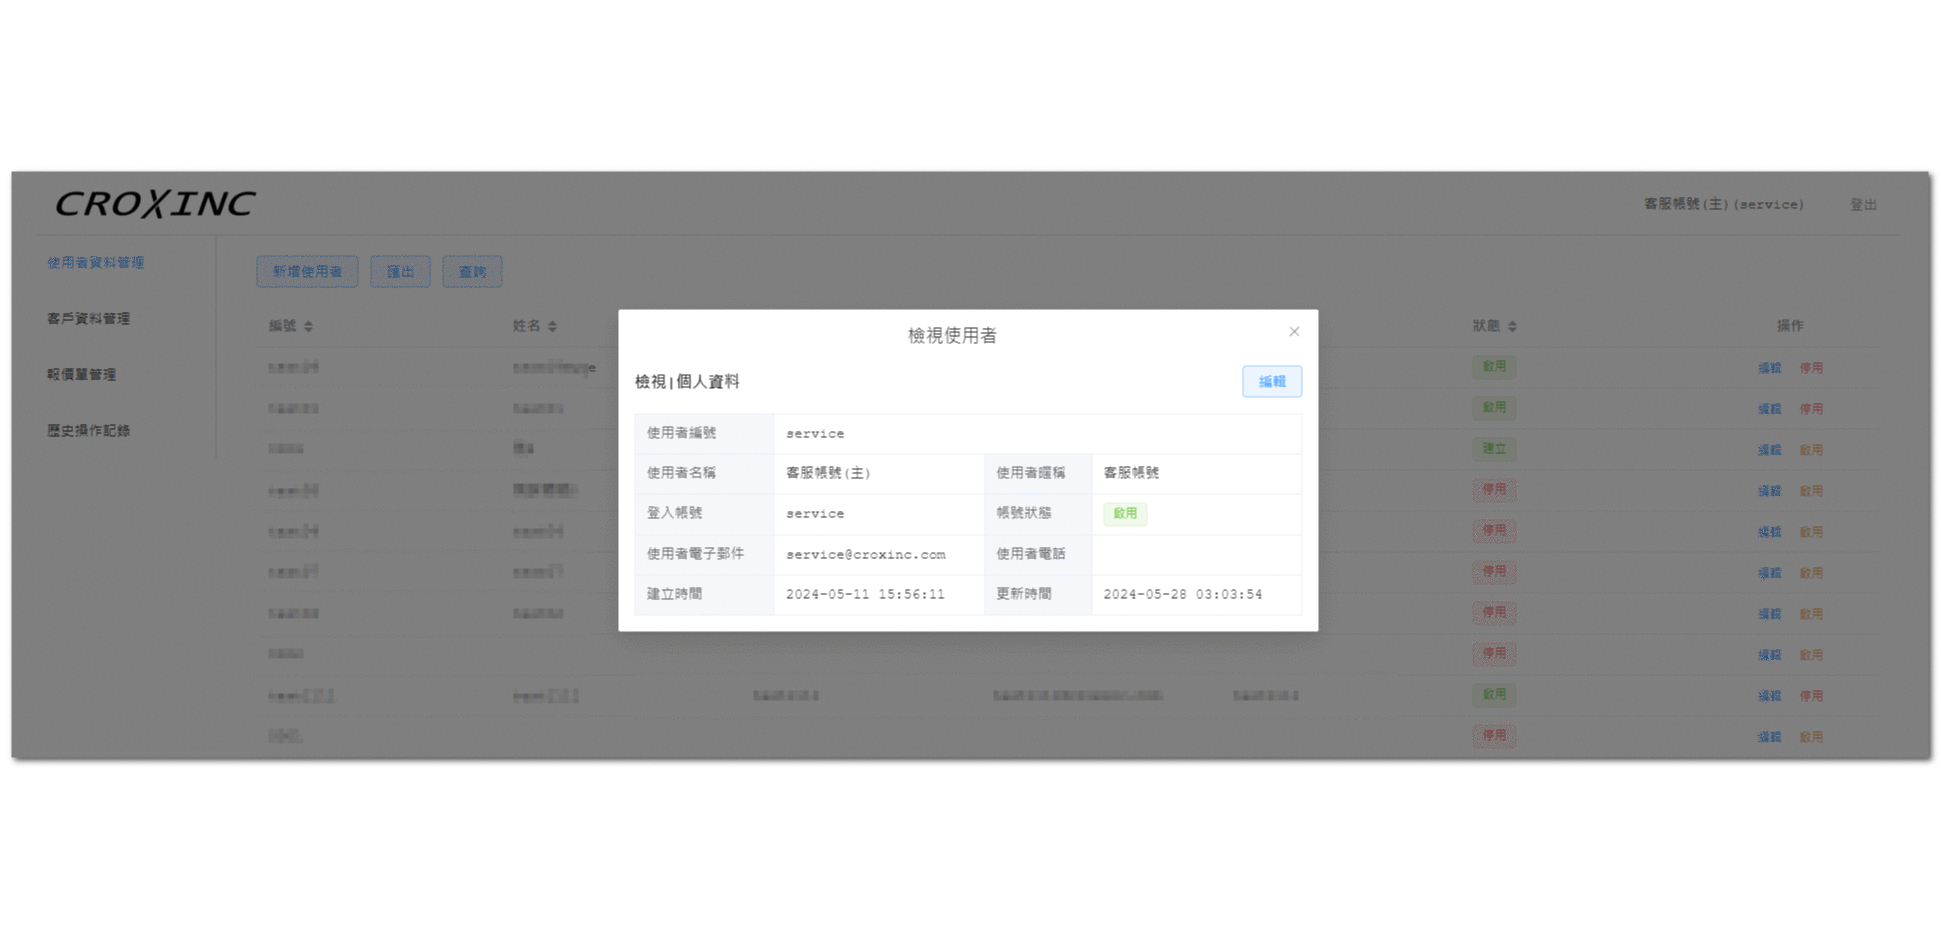 CROXINC
客服帳號(主)(service) 登出
使用者資料管理
客戶資料管理
報價單管理
歷史操作記錄
新增使用者 匯出 查詢
編號 姓名 狀態 操作
啟用 編輯 停用
啟用 編輯 停用
建立 編輯 啟用
停用 編輯 啟用
停用 編輯 啟用
停用 編輯 啟用
停用 編輯 啟用
停用 編輯 啟用
啟用 編輯 停用
停用 編輯 啟用
檢視使用者
檢視|個人資料 編輯
使用者編號 service
使用者名稱 客服帳號(主) 使用者暱稱 客服帳號
登入帳號 service 帳號狀態 啟用
使用者電子郵件 service@croxinc.com 使用者電話
建立時間 2024-05-11 15:56:11 更新時間 2024-05-28 03:03:54